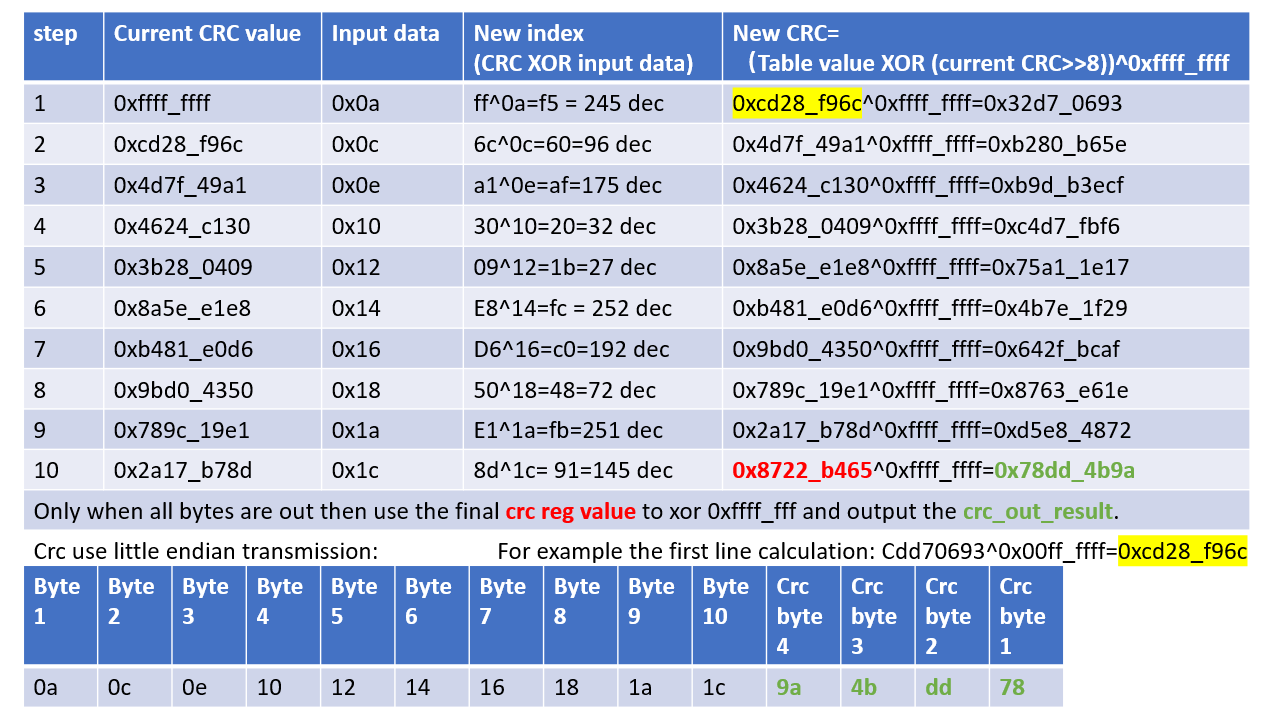 step Current CRC value Input data New index New CRC=
(CRC XOR input data) (Table value XOR (current CRC>>8))^0xffff_ffff
1 0xffff_ffff 0x0a ff^0a=f5 = 245 dec 0xcd28_f96c^0xffff_ffff=0x32d7_0693
2 0xcd28_f96c 0x0c 6c^0c=60=96 dec 0x4d7f_49a1^0xffff_ffff=0xb280_b65e
3 0x4d7f_49a1 0x0e a1^0e=af=175 dec 0x4624_c130^0xffff_ffff=0xb9d_b3ecf
4 0x4624_c130 0x10 30^10=20=32 dec 0x3b28_0409^0xffff_ffff=0xc4d7_fbf6
5 0x3b28_0409 0x12 09^12=1b=27 dec 0x8a5e_e1e8^0xffff_ffff=0x75a1_1e17
6 0x8a5e_e1e8 0x14 E8^14=fc = 252 dec 0xb481_e0d6^0xffff_ffff=0x4b7e_1f29
7 0xb481_e0d6 0x16 D6^16=c0=192 dec 0x9bd0_4350^0xffff_ffff=0x642f_bcaf
8 0x9bd0_4350 0x18 50^18=48=72 dec 0x789c_19e1^0xffff_ffff=0x8763_e61e
9 0x789c_19e1 0x1a E1^1a=fb=251 dec 0x2a17_b78d^0xffff_ffff=0xd5e8_4872
10 0x2a17_b78d 0x1c 8d^1c= 91=145 dec 0x8722_b465^0xffff_ffff=0x78dd_4b9a
Only when all bytes are out then use the final crc reg value to xor 0xffff_fff and output the crc_out_result.
Crc use little endian transmission: For example the first line calculation: Cdd70693^0x00ff_ffff=0xcd28_f96c
Byte Byte Byte Byte Byte Byte Byte Byte Byte Byte Crc Crc Crc Crc
1 2 3 4 5 6 7 8 9 10 byte byte byte byte
4 3 2 1
0a 0c 0e 10 12 14 16 18 1a 1c 9a 4b dd 78